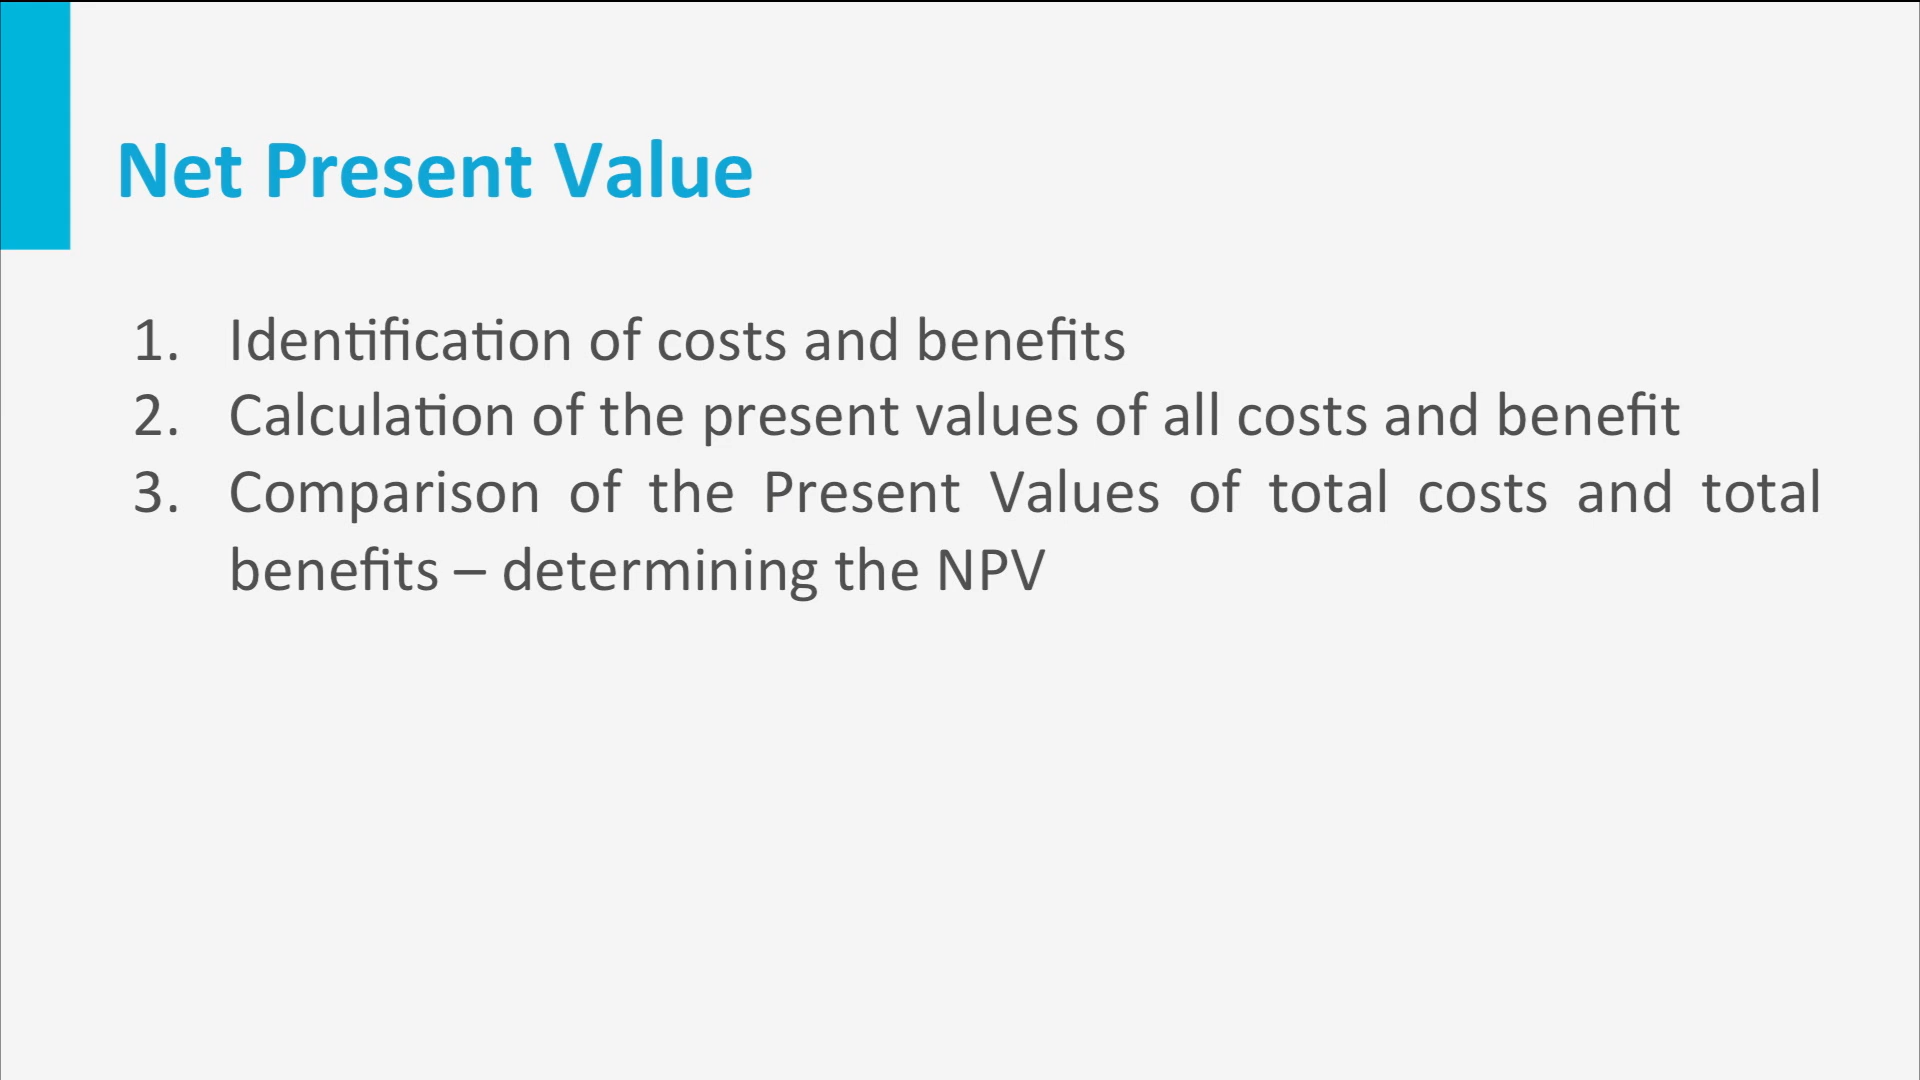 Net Present Value
1. Identification of costs and benefits
2. Calculation of the present values of all costs and benefit
3. Comparison of the Present Values of total costs and total
benefits – determining the NPV